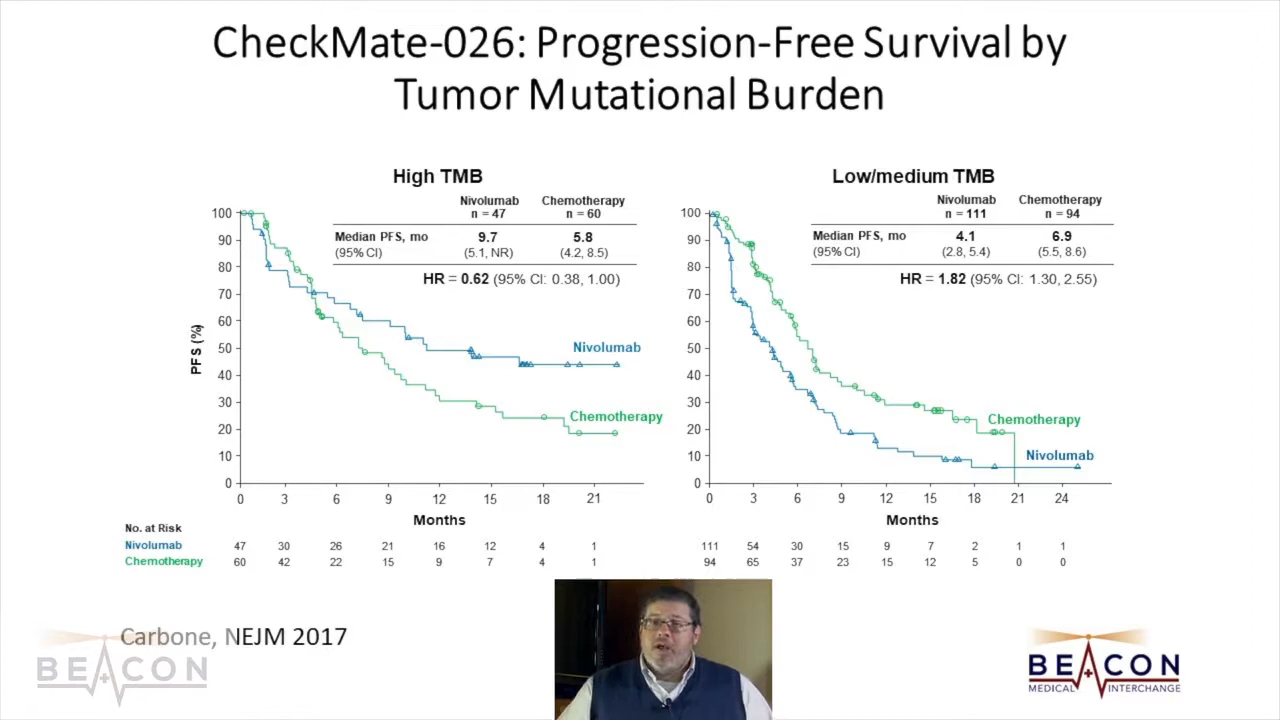 CheckMate-026: Progression-Free Survival by
Tumor Mutational Burden
High TMB
Nivolumab Chemotherapy
n = 47 n = 60
Median PFS, mo 9.7 5.8
(95% CI) (5.1, NR) (4.2, 8.5)
HR = 0.62 (95% CI: 0.38, 1.00)
PFS (%)
100
90
80
70
60
50
40
30
20
10
0
Nivolumab
Chemotherapy
0 3 6 9 12 15 18 21
Months
Low/medium TMB
Nivolumab Chemotherapy
n = 111 n = 94
Median PFS, mo 4.1 6.9
(95% CI) (2.8, 5.4) (5.5, 8.6)
HR = 1.82 (95% CI: 1.30, 2.55)
100
90
80
70
60
50
40
30
20
10
0
Chemotherapy
Nivolumab
0 3 6 9 12 15 18 21 24
Months
No. at Risk
Nivolumab 47 30 26 21 16 12 4 1 111 54 30 15 9 7 2 1 1
Chemotherapy 60 42 22 15 9 7 4 1 94 65 37 23 15 12 5 0 0
Carbone, NEJM 2017
BEACON
MEDICAL INTERCHANGE
BEACON
MEDICAL INTERCHANGE